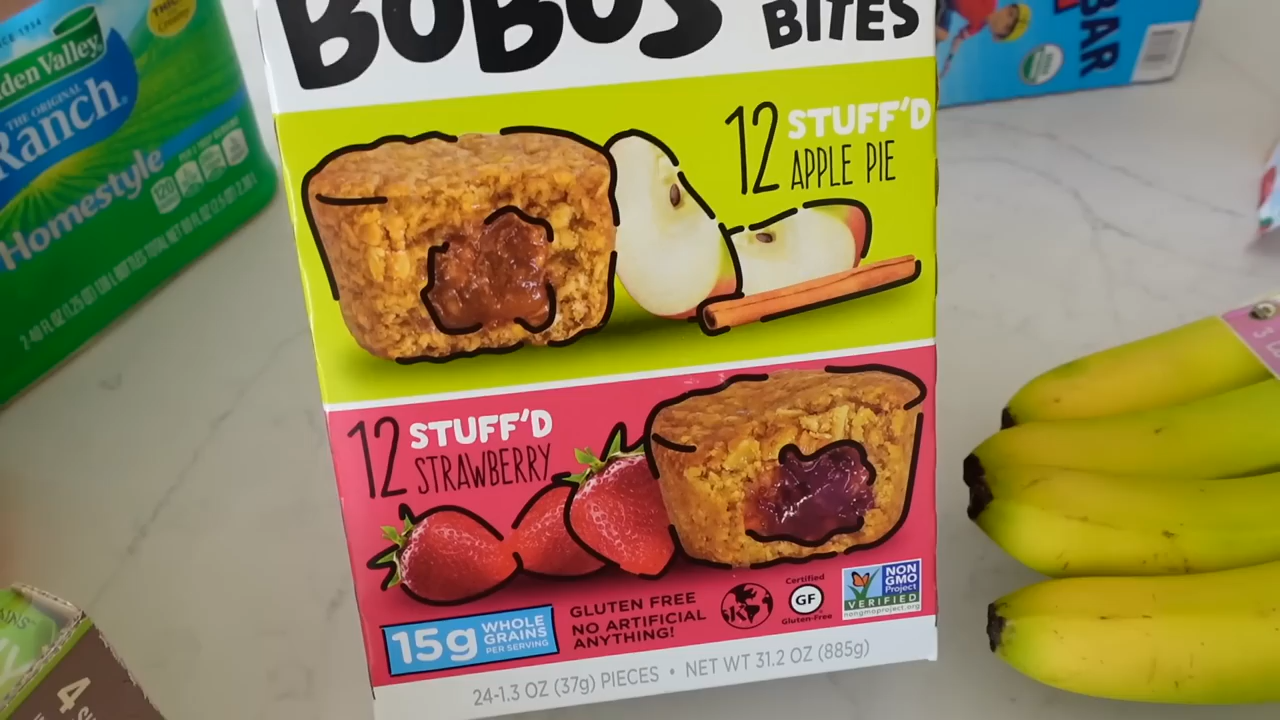 BOBO'S
BITES
12 STUFF'D
APPLE PIE
12 STUFF'D
STRAWBERRY
15g WHOLE
GRAINS
PER SERVING
GLUTEN FREE
NO ARTIFICIAL
ANYTHING!
Certified
GF
Gluten-Free
NON
GMO
Project
VERIFIED
nongmoproject.org
24-1.3 OZ (37g) PIECES • NET WT 31.2 OZ (885g)
Valley
THE ORIGINAL
Ranch
Homestyle
120
BAR
4